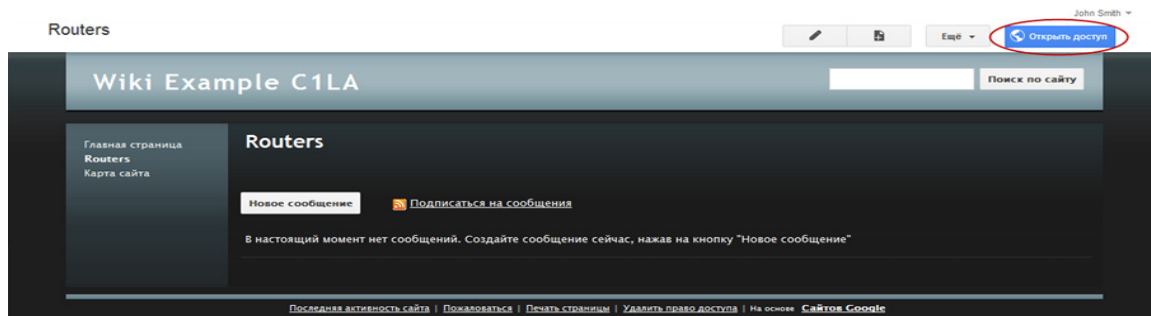 John Smith
Routers
Ещё
Открыть доступ
Wiki Example C1LA
Поиск по сайту
Главная страница
Routers
Карта сайта
Routers
Новое сообщение
Подписаться на сообщения
В настоящий момент нет сообщений. Создайте сообщение сейчас, нажав на кнопку "Новое сообщение"
Последняя активность сайта | Пожаловаться | Печать страницы | Удалить право доступа | На основе Сайтов Google